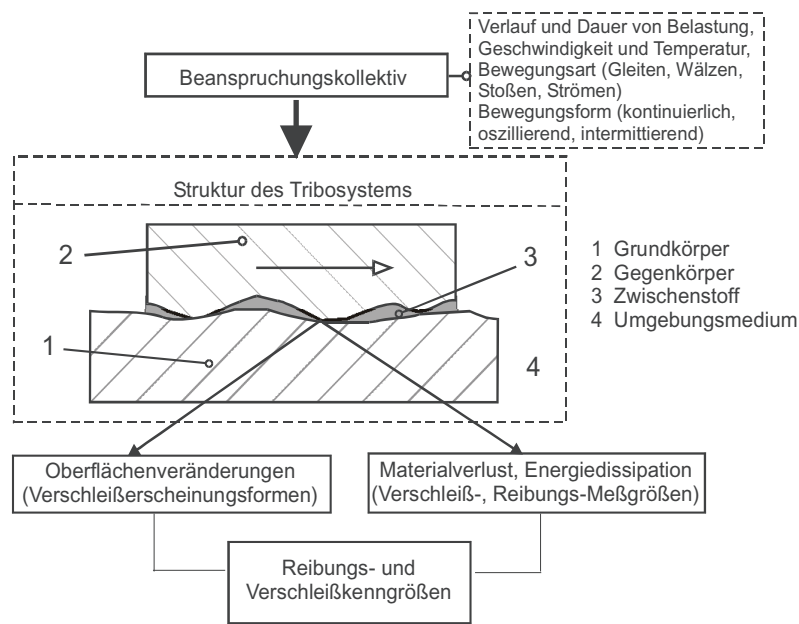 Verlauf und Dauer von Belastung,
Geschwindigkeit und Temperatur,
Bewegungsart (Gleiten, Wälzen,
Stoßen, Strömen)
Bewegungsform (kontinuierlich,
oszillierend, intermittierend)
Beanspruchungskollektiv
Struktur des Tribosystems
2
3
1
4
1 Grundkörper
2 Gegenkörper
3 Zwischenstoff
4 Umgebungsmedium
Oberflächenveränderungen
(Verschleißerscheinungsformen)
Materialverlust, Energiedissipation
(Verschleiß-, Reibungs-Meßgrößen)
Reibungs- und
Verschleißkenngrößen